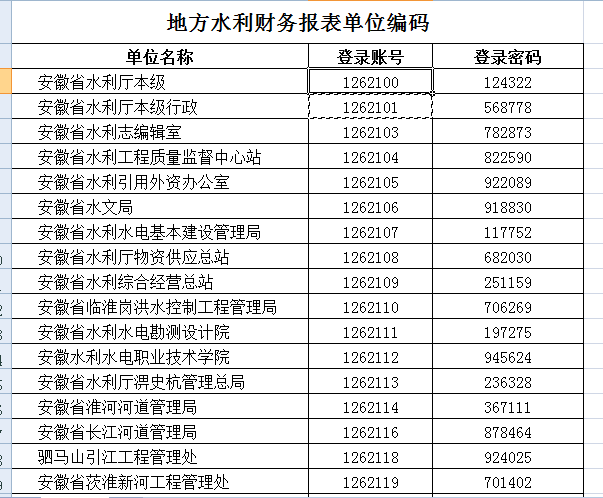 地方水利财务报表单位编码
单位名称 登录账号 登录密码
安徽省水利厅本级 1262100 124322
安徽省水利厅本级行政 1262101 568778
安徽省水利志编辑室 1262103 782873
安徽省水利工程质量监督中心站 1262104 822590
安徽省水利引用外资办公室 1262105 922089
安徽省水文局 1262106 918830
安徽省水利水电基本建设管理局 1262107 117752
安徽省水利厅物资供应总站 1262108 682030
安徽省水利综合经营总站 1262109 251159
安徽省临淮岗洪水控制工程管理局 1262110 706269
安徽省水利水电勘测设计院 1262111 197275
安徽水利水电职业技术学院 1262112 945624
安徽省水利厅淠史杭管理总局 1262113 236328
安徽省淮河河道管理局 1262114 367111
安徽省长江河道管理局 1262116 878464
驷马山引江工程管理处 1262118 924025
安徽省茨淮新河工程管理处 1262119 701402